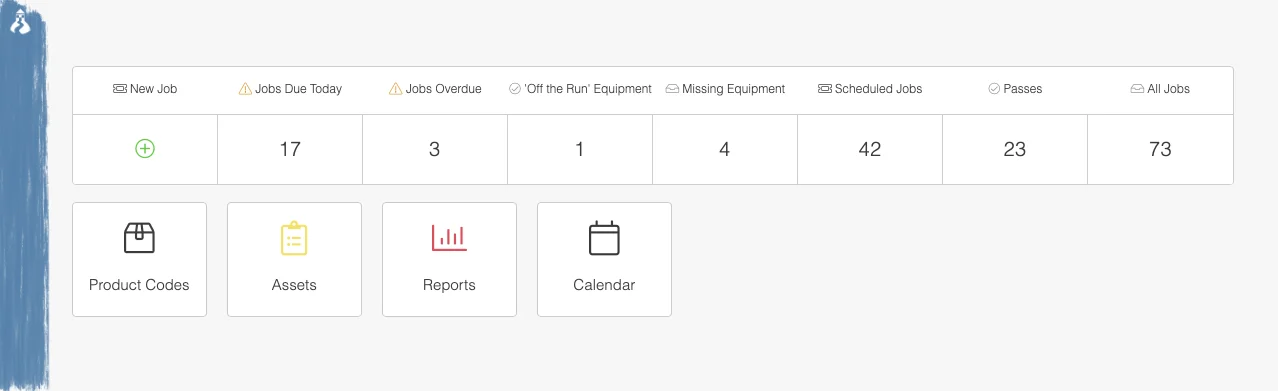 New Job Jobs Due Today Jobs Overdue 'Off the Run' Equipment Missing Equipment Scheduled Jobs Passes All Jobs
17 3 1 4 42 23 73
Product Codes Assets Reports Calendar